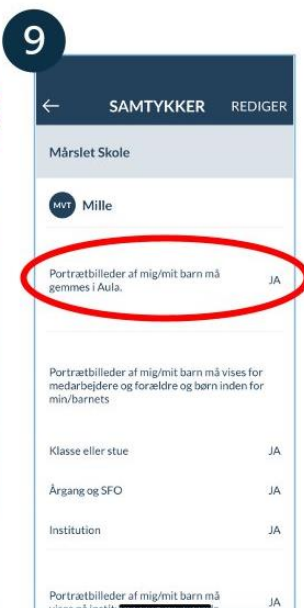 9
← SAMTYKKER REDIGER
Mårslet Skole
MVT Mille
Portrætbilleder af mig/mit barn må
gemmes i Aula. JA
Portrætbilleder af mig/mit barn må vises for
medarbejdere og forældre og børn inden for
min/barnets
Klasse eller stue JA
Årgang og SFO JA
Institution JA
Portrætbilleder af mig/mit barn må
JA